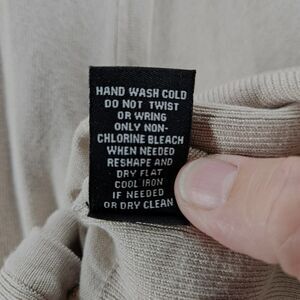 HAND WASH COLD
DO NOT TWIST
OR WRING
ONLY NON-
CHLORINE BLEACH
WHEN NEEDED
RESHAPE AND
DRY FLAT
COOL IRON
IF NEEDED
OR DRY CLEAN